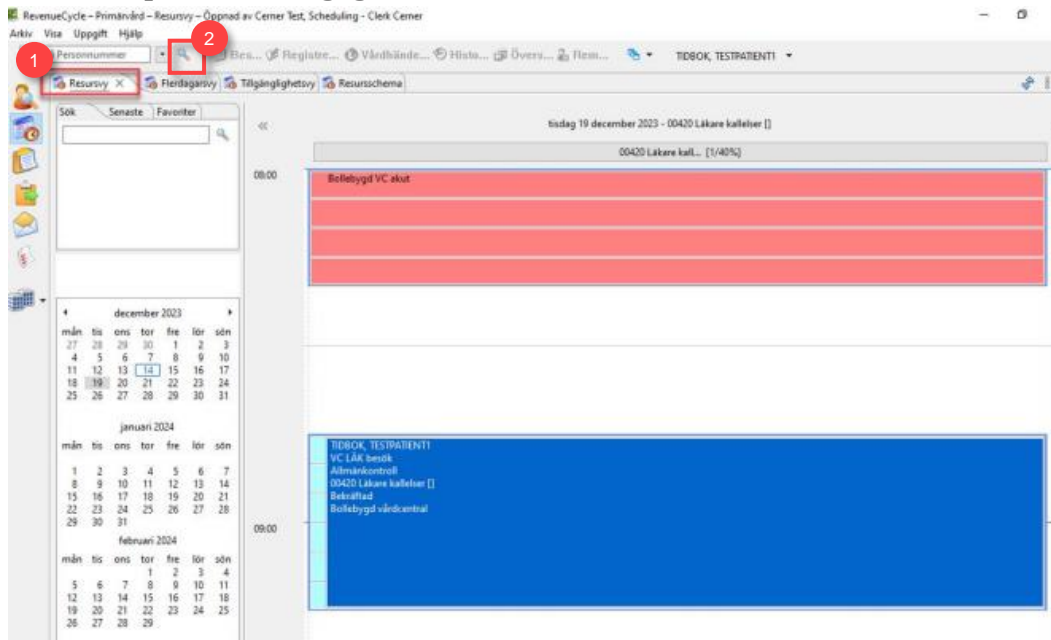 RevenueCycle – Primärvård – Resursvy – Öppnad av Cerner Test, Scheduling - Clerk Cerner
Arkiv Visa Uppgift Hjälp
1
2
Personnummer
Bes... Registre... Vårdhände... Histo... Övers... Rem...
TIDBOK, TESTPATIENT1
Resursvy Flerdagarsvy Tillgänglighetsvy Resursschema
Sök Senaste Favoriter
tisdag 19 december 2023 - 00420 Läkare kallelser []
00420 Läkare kall... [1/40%]
08:00
Bollebygd VC akut
december 2023
mån tis ons tor fre lör sön
27 28 29 30 1 2 3
4 5 6 7 8 9 10
11 12 13 14 15 16 17
18 19 20 21 22 23 24
25 26 27 28 29 30 31
januari 2024
mån tis ons tor fre lör sön
1 2 3 4 5 6 7
8 9 10 11 12 13 14
15 16 17 18 19 20 21
22 23 24 25 26 27 28
29 30 31
februari 2024
mån tis ons tor fre lör sön
1 2 3 4
5 6 7 8 9 10 11
12 13 14 15 16 17 18
19 20 21 22 23 24 25
26 27 28 29
TIDBOK, TESTPATIENT1
VC LÄK besök
Allmänkontroll
00420 Läkare kallelser []
Bekräftad
Bollebygd vårdcentral
09:00